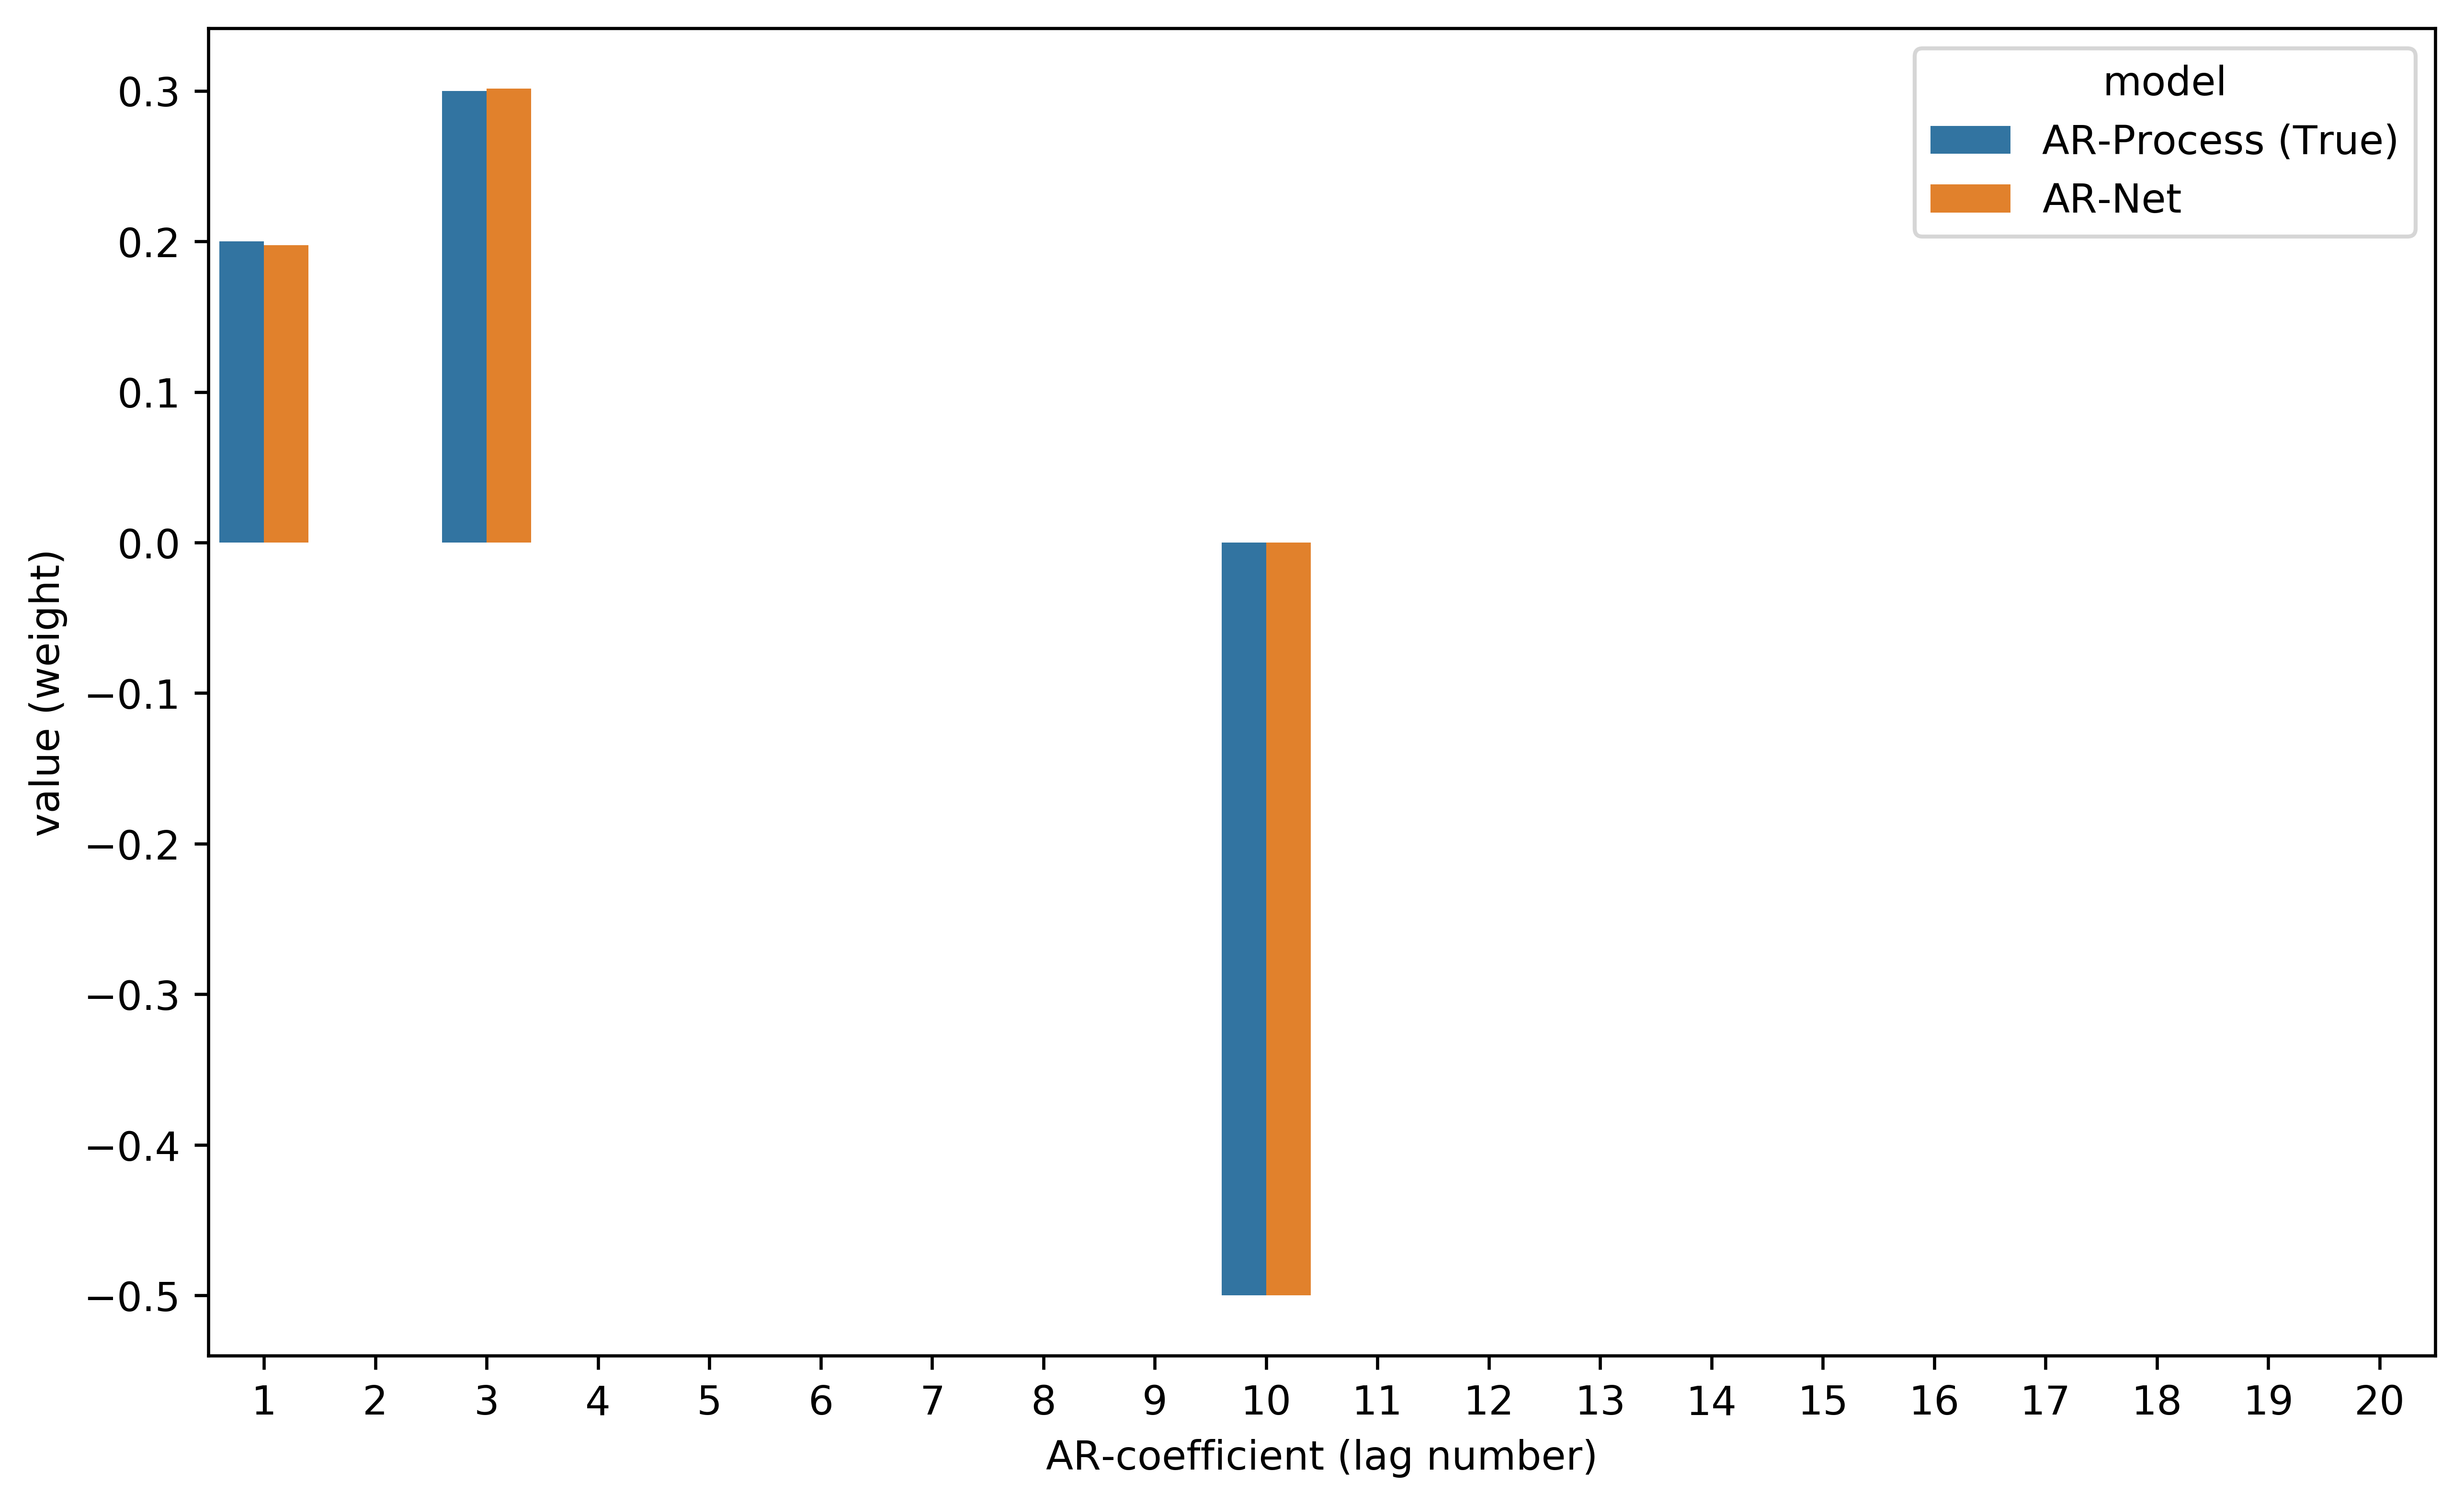 model
AR-Process (True)
AR-Net
0.3
0.2
0.1
0.0
−0.1
−0.2
−0.3
−0.4
−0.5
value (weight)
1 2 3 4 5 6 7 8 9 10 11 12 13 14 15 16 17 18 19 20
AR-coefficient (lag number)